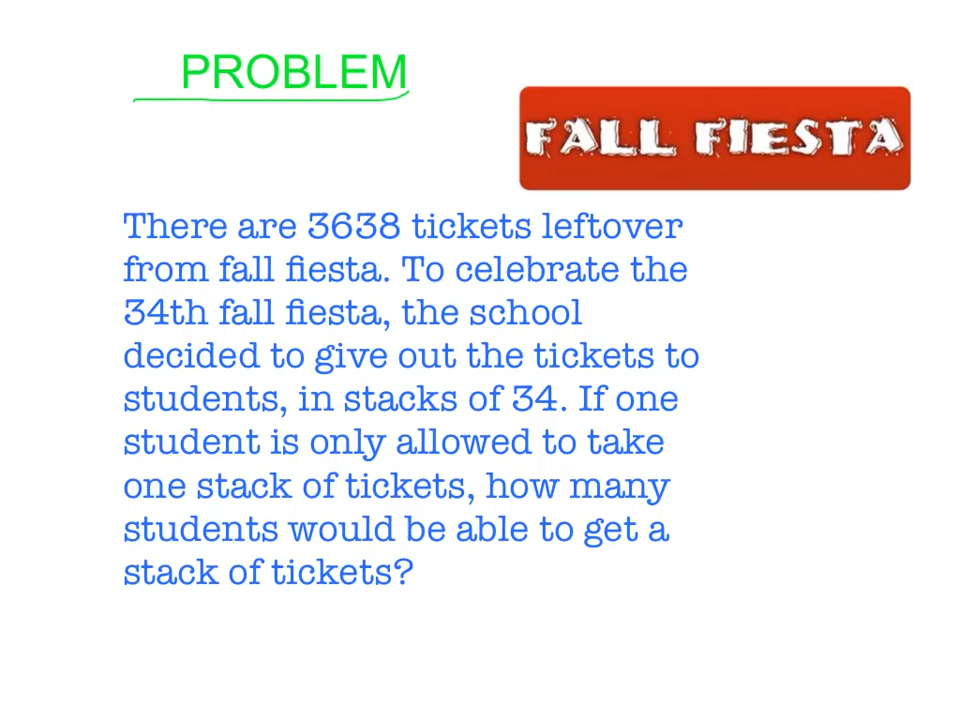 PROBLEM
FALL FIESTA
There are 3638 tickets leftover
from fall fiesta. To celebrate the
34th fall fiesta, the school
decided to give out the tickets to
students, in stacks of 34. If one
student is only allowed to take
one stack of tickets, how many
students would be able to get a
stack of tickets?